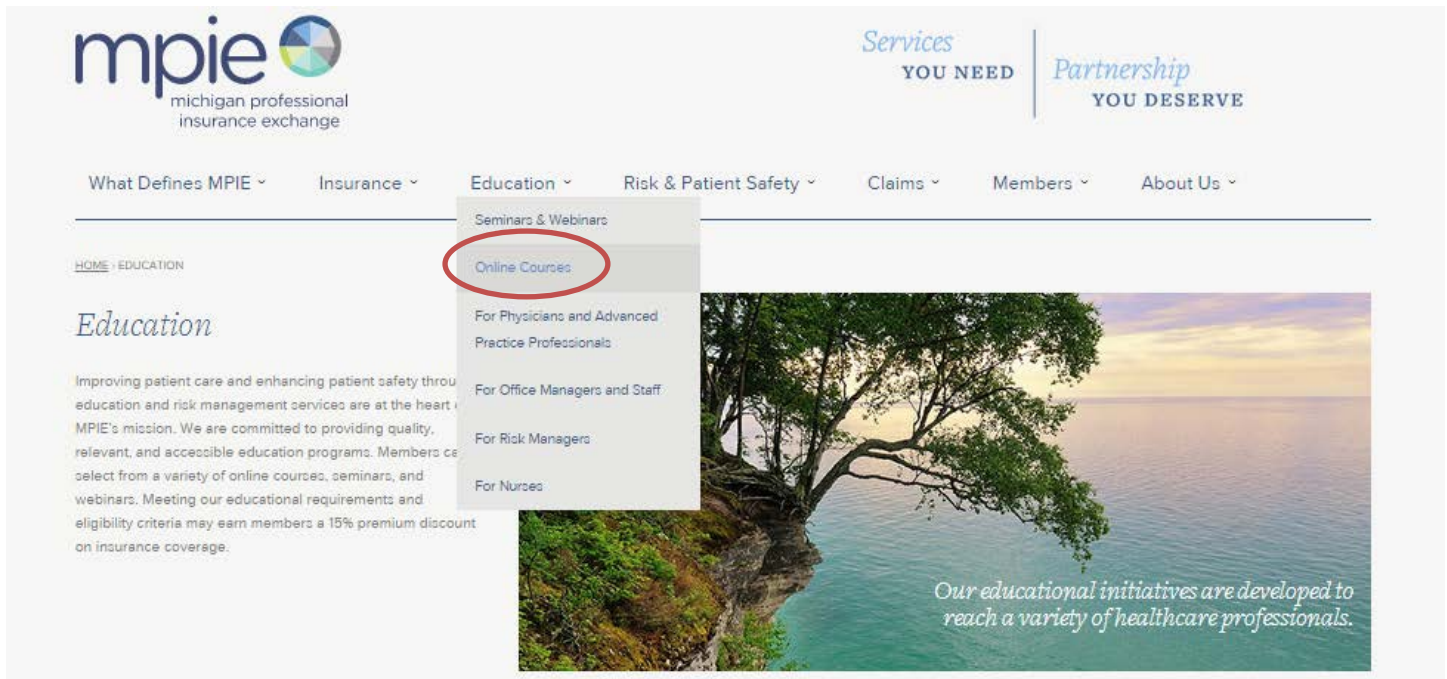 mpie
michigan professional
insurance exchange
Services
YOU NEED
Partnership
YOU DESERVE
What Defines MPIE
Insurance
Education
Risk & Patient Safety
Claims
Members
About Us
Seminars & Webinars
Online Courses
For Physicians and Advanced
Practice Professionals
For Office Managers and Staff
For Risk Managers
For Nurses
HOME › EDUCATION
Education
Improving patient care and enhancing patient safety
education and risk management services are at the heart
MPIE's mission. We are committed to providing quality,
relevant, and accessible education programs. Members
select from a variety of online courses, seminars, and
webinars. Meeting our educational requirements and
eligibility criteria may earn members a 15% premium discount
on insurance coverage.
Our educational initiatives are developed to
reach a variety of healthcare professionals.